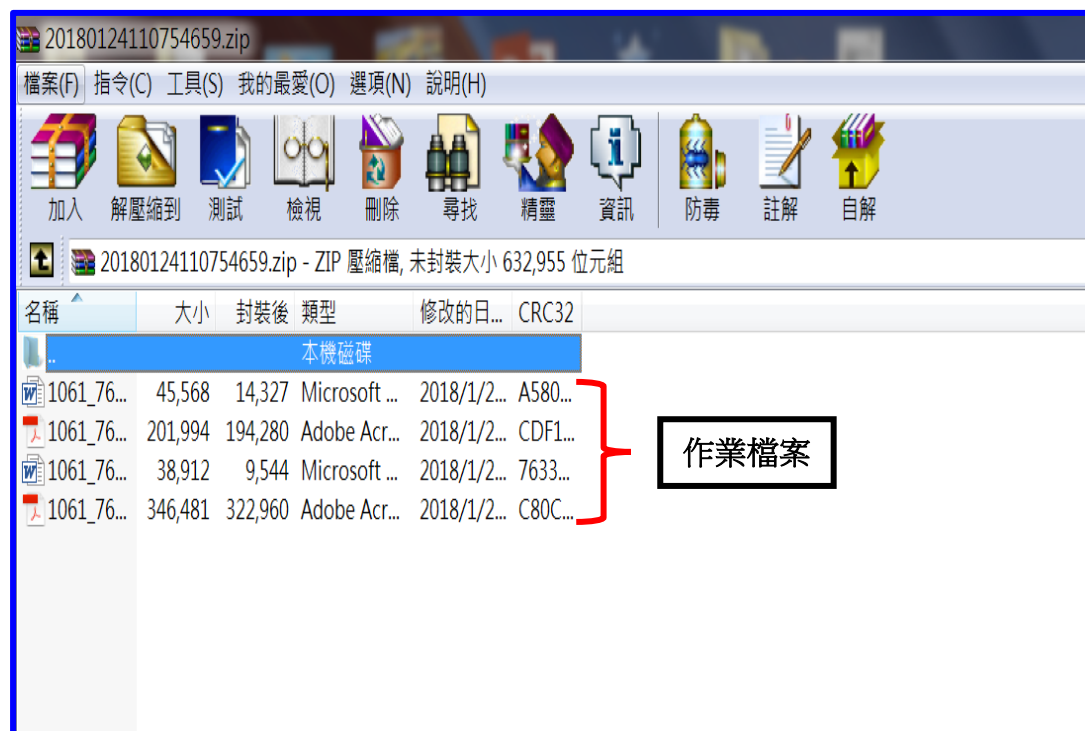 20180124110754659.zip
檔案(F) 指令(C) 工具(S) 我的最愛(O) 選項(N) 說明(H)
加入 解壓縮到 測試 檢視 刪除 尋找 精靈 資訊 防毒 註解 自解
20180124110754659.zip - ZIP 壓縮檔, 未封裝大小 632,955 位元組
名稱 大小 封裝後 類型 修改的日... CRC32
.. 本機磁碟
1061_76... 45,568 14,327 Microsoft ... 2018/1/2... A580...
1061_76... 201,994 194,280 Adobe Acr... 2018/1/2... CDF1...
1061_76... 38,912 9,544 Microsoft ... 2018/1/2... 7633...
1061_76... 346,481 322,960 Adobe Acr... 2018/1/2... C80C...
作業檔案